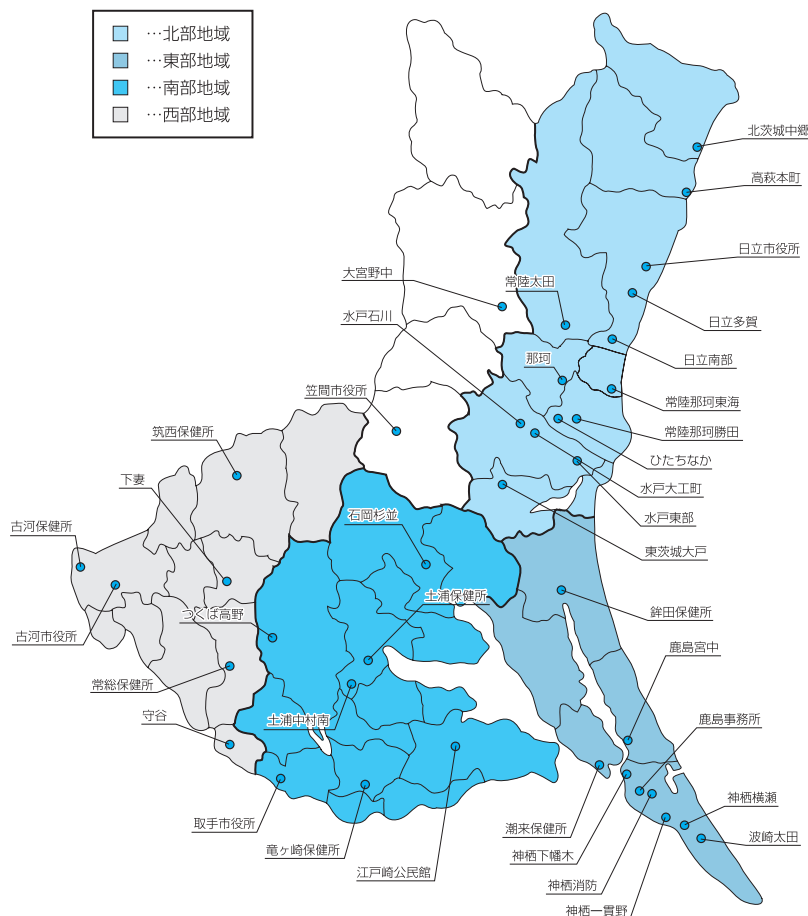 …北部地域
…東部地域
…南部地域
…西部地域
北茨城中郷
高萩本町
日立市役所
大宮野中
常陸太田
水戸石川
日立多賀
那珂
日立南部
笠間市役所
常陸那珂東海
筑西保健所
常陸那珂勝田
ひたちなか
下妻
水戸大工町
石岡杉並
水戸東部
古河保健所
東茨城大戸
土浦保健所
つくば高野
鉾田保健所
古河市役所
鹿島宮中
常総保健所
土浦中村南
守谷
鹿島事務所
取手市役所
潮来保健所
神栖横瀬
竜ヶ崎保健所
神栖下幡木
波崎太田
江戸崎公民館
神栖消防
神栖一貫野